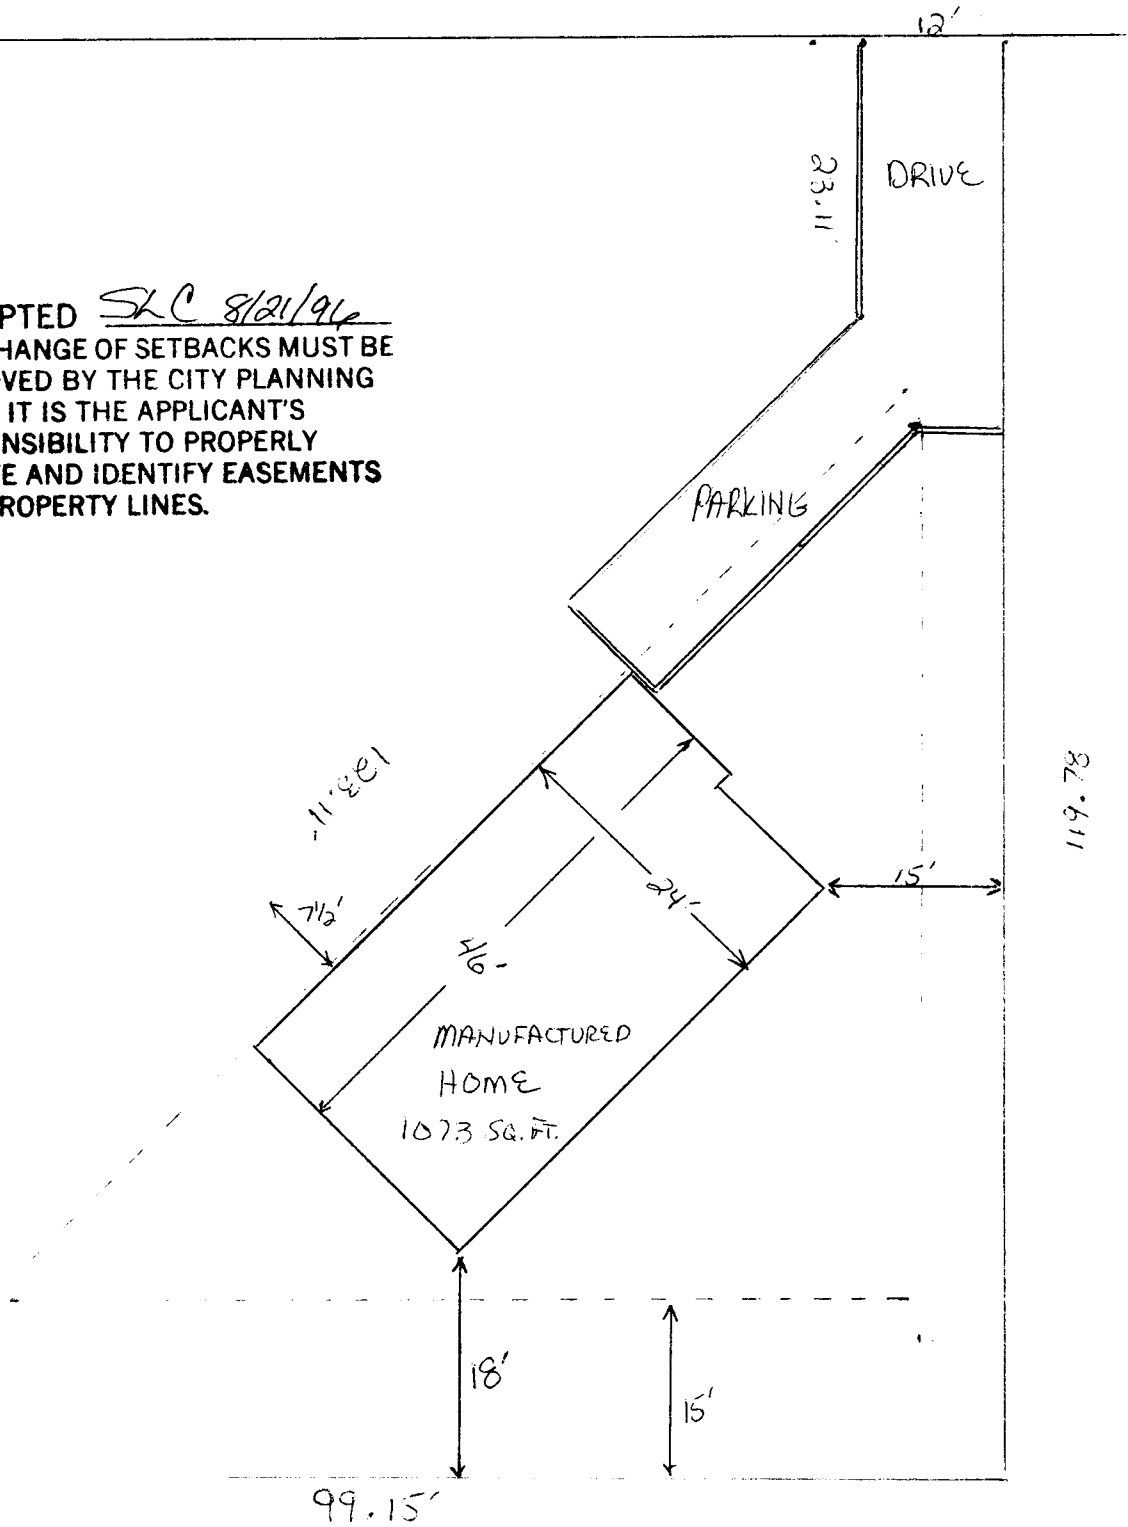 12'
DRIVE
23.11'
PTED SLC 8/21/96
HANGE OF SETBACKS MUST BE
VED BY THE CITY PLANNING
IT IS THE APPLICANT'S
NSIBILITY TO PROPERLY
E AND IDENTIFY EASEMENTS
ROPERTY LINES.
PARKING
123.11'
119.78
15'
24'
7½'
46'
MANUFACTURED
HOME
1073 SQ. FT.
18'
15'
99.15'